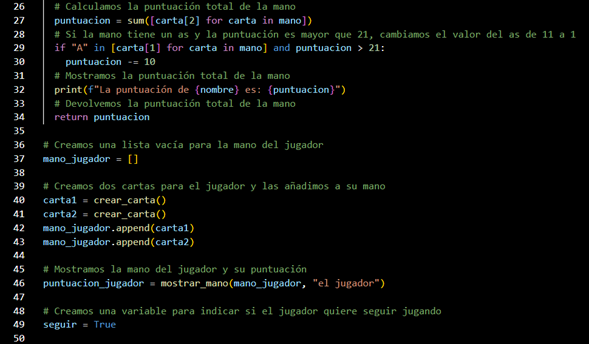 26 # Calculamos la puntuación total de la mano
27 puntuacion = sum([carta[2] for carta in mano])
28 # Si la mano tiene un as y la puntuación es mayor que 21, cambiamos el valor del as de 11 a 1
29 if "A" in [carta[1] for carta in mano] and puntuacion > 21:
30 puntuacion -= 10
31 # Mostramos la puntuación total de la mano
32 print(f"La puntuación de {nombre} es: {puntuacion}")
33 # Devolvemos la puntuación total de la mano
34 return puntuacion
35
36 # Creamos una lista vacía para la mano del jugador
37 mano_jugador = []
38
39 # Creamos dos cartas para el jugador y las añadimos a su mano
40 carta1 = crear_carta()
41 carta2 = crear_carta()
42 mano_jugador.append(carta1)
43 mano_jugador.append(carta2)
44
45 # Mostramos la mano del jugador y su puntuación
46 puntuacion_jugador = mostrar_mano(mano_jugador, "el jugador")
47
48 # Creamos una variable para indicar si el jugador quiere seguir jugando
49 seguir = True
50